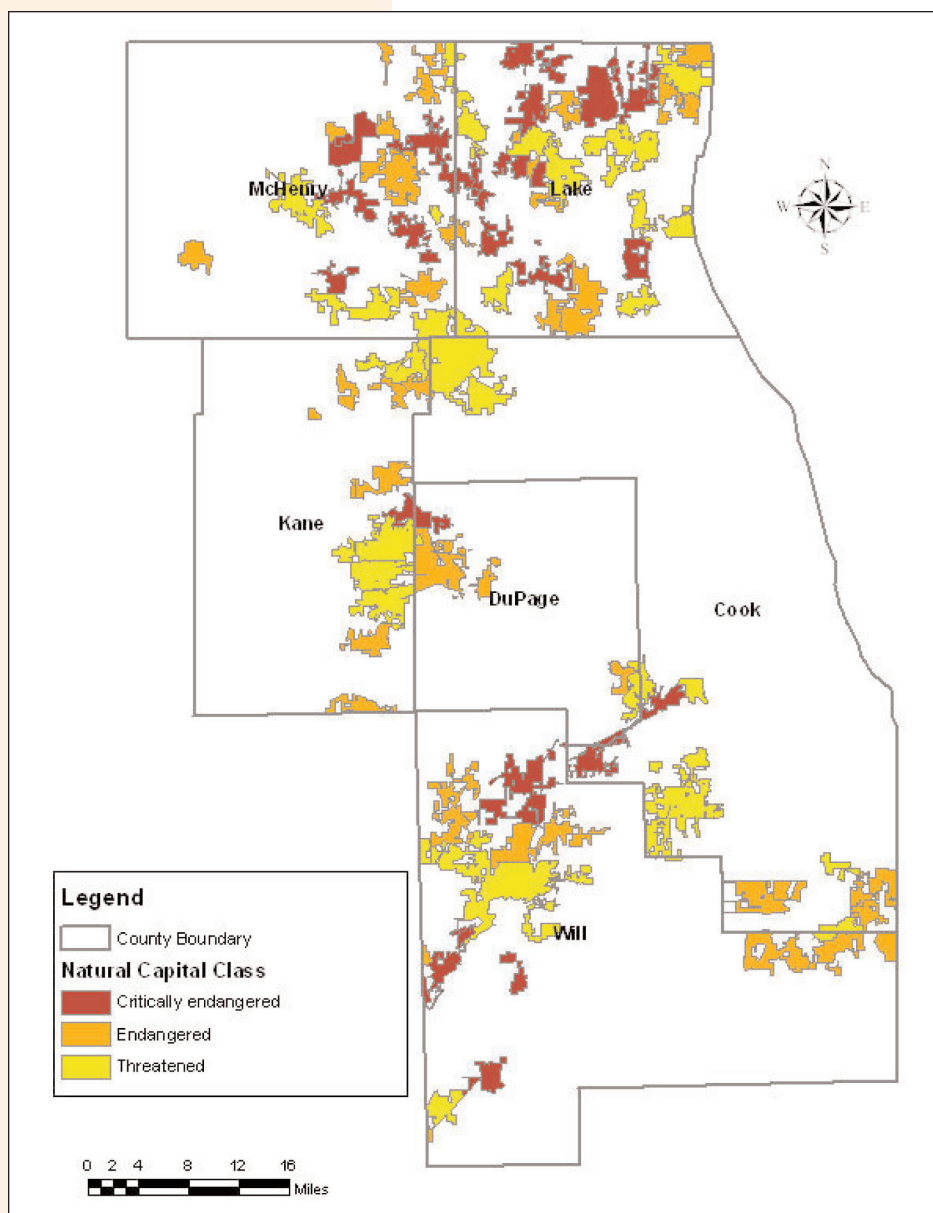 McHenry
Lake
N
W
E
S
Kane
DuPage
Cook
Will
Legend
County Boundary
Natural Capital Class
Critically endangered
Endangered
Threatened
0 2 4 8 12 16
Miles